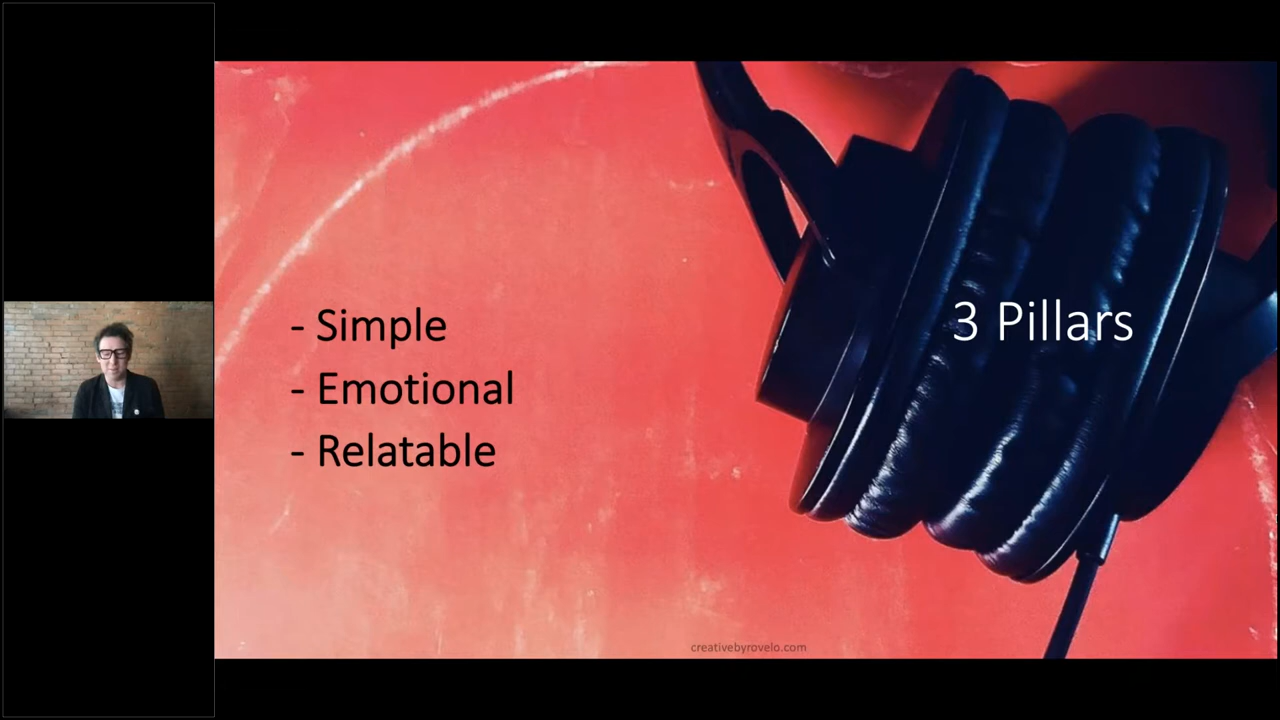 3 Pillars
- Simple
- Emotional
- Relatable
creativebyrovelo.com